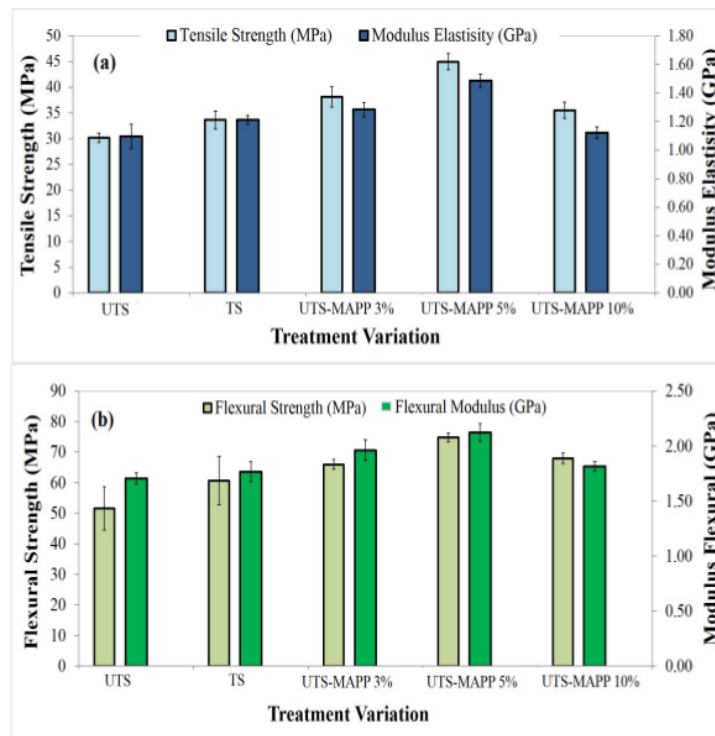 (a)
Tensile Strength (MPa)
Modulus Elastisity (GPa)
Tensile Strength (MPa)
50
45
40
35
30
25
20
15
10
5
0
1.80
1.60
1.40
1.20
1.00
0.80
0.60
0.40
0.20
0.00
Modulus Elastisity (GPa)
UTS TS UTS-MAPP 3% UTS-MAPP 5% UTS-MAPP 10%
Treatment Variation
(b)
Flexural Strength (MPa)
Flexural Modulus (GPa)
Flexural Strength (MPa)
90
80
70
60
50
40
30
20
10
0
2.50
2.00
1.50
1.00
0.50
0.00
Modulus Flexural (GPa)
UTS TS UTS-MAPP 3% UTS-MAPP 5% UTS-MAPP 10%
Treatment Variation